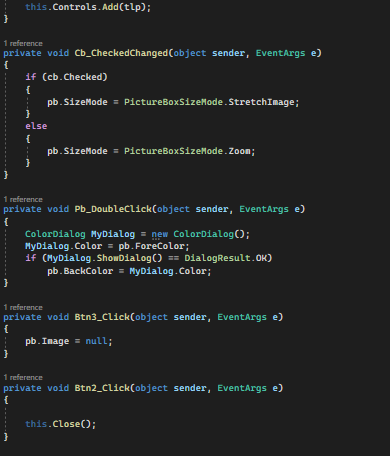 this.Controls.Add(tlp);
}
1 reference
private void Cb_CheckedChanged(object sender, EventArgs e)
{
if (cb.Checked)
{
pb.SizeMode = PictureBoxSizeMode.StretchImage;
}
else
{
pb.SizeMode = PictureBoxSizeMode.Zoom;
}
}
1 reference
private void Pb_DoubleClick(object sender, EventArgs e)
{
ColorDialog MyDialog = new ColorDialog();
MyDialog.Color = pb.ForeColor;
if (MyDialog.ShowDialog() == DialogResult.OK)
pb.BackColor = MyDialog.Color;
}
1 reference
private void Btn3_Click(object sender, EventArgs e)
{
pb.Image = null;
}
1 reference
private void Btn2_Click(object sender, EventArgs e)
{
this.Close();
}